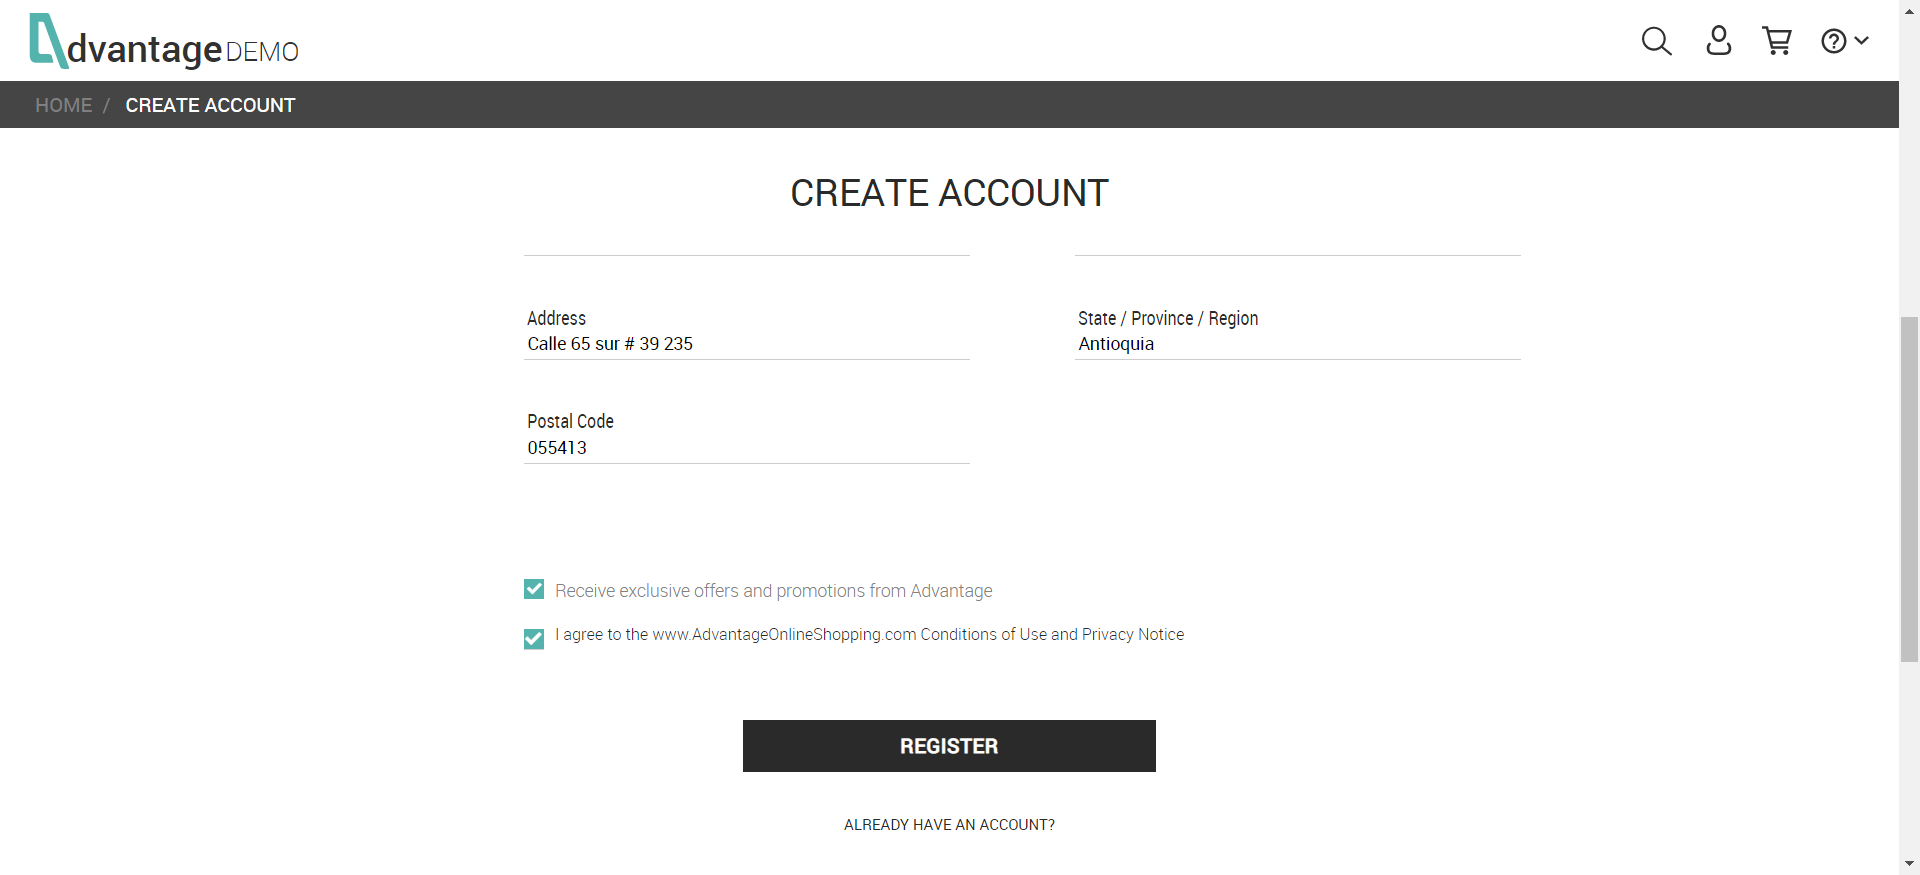 dvantage DEMO
HOME / CREATE ACCOUNT
CREATE ACCOUNT
Address
Calle 65 sur # 39 235
State / Province / Region
Antioquia
Postal Code
055413
Receive exclusive offers and promotions from Advantage
I agree to the www.AdvantageOnlineShopping.com Conditions of Use and Privacy Notice
REGISTER
ALREADY HAVE AN ACCOUNT?